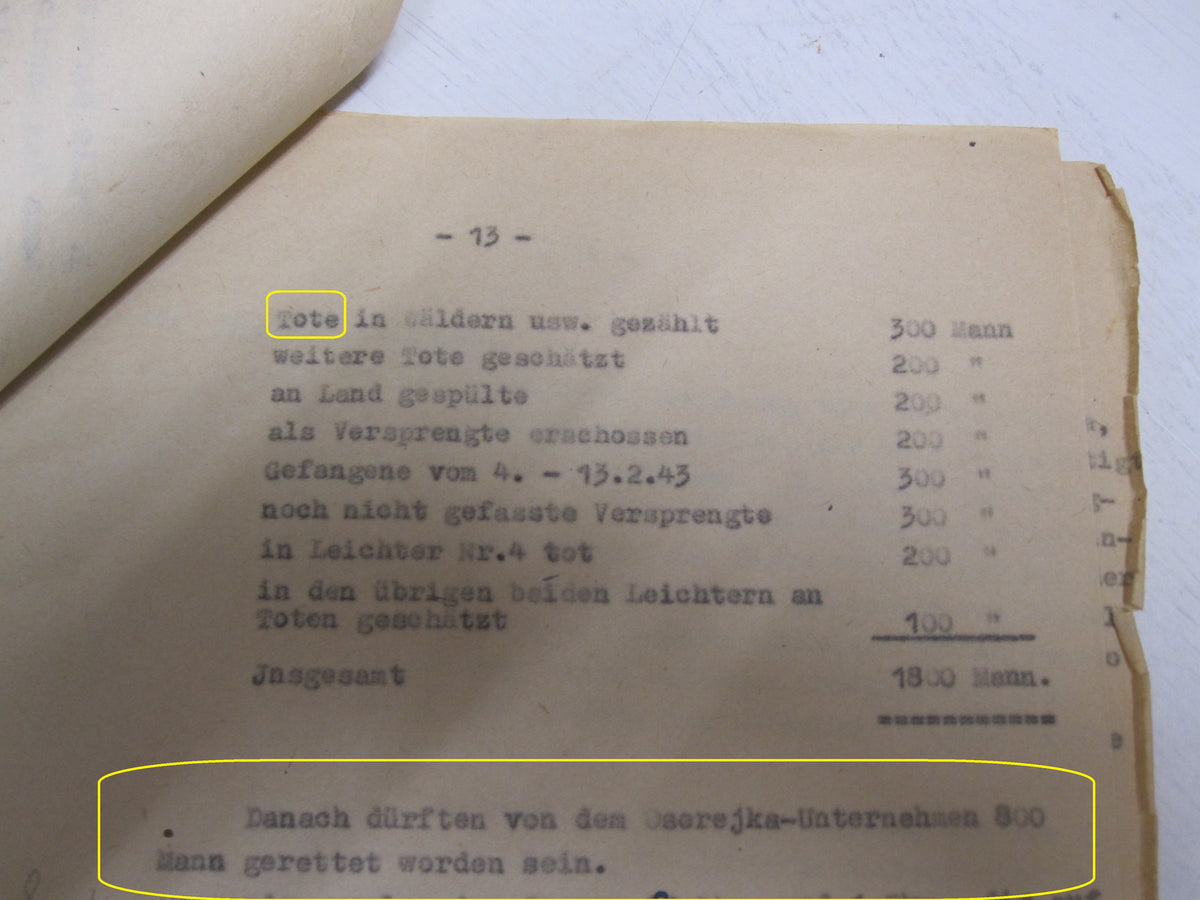 - 13 -
Tote in Wäldern usw. gezählt 300 Mann
weitere Tote geschätzt 200 "
an Land gespülte 200 "
als Versprengte erschossen 200 "
Gefangene vom 4. - 13.2.43 300 "
noch nicht gefasste Versprengte 300 "
in Leichter Nr.4 tot 200 "
in den übrigen beiden Leichtern an
Toten geschätzt 100 "
Jnsgesamt 1800 Mann.
Danach dürften von dem Oserejka-Unternehmen 800
Mann gerettet worden sein.